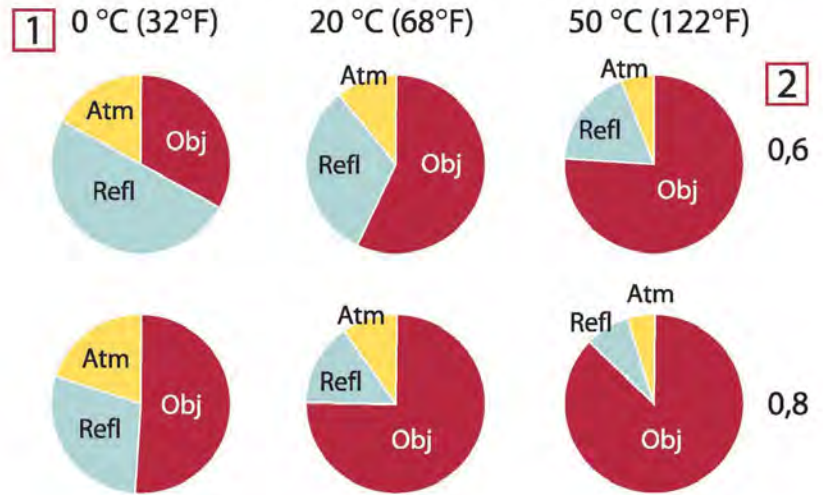 1 0 °C (32°F) 20 °C (68°F) 50 °C (122°F)
2
Atm Obj Refl
Atm Refl Obj
Atm Refl Obj
0,6
Atm Obj Refl
Atm Refl Obj
Atm Refl Obj
0,8